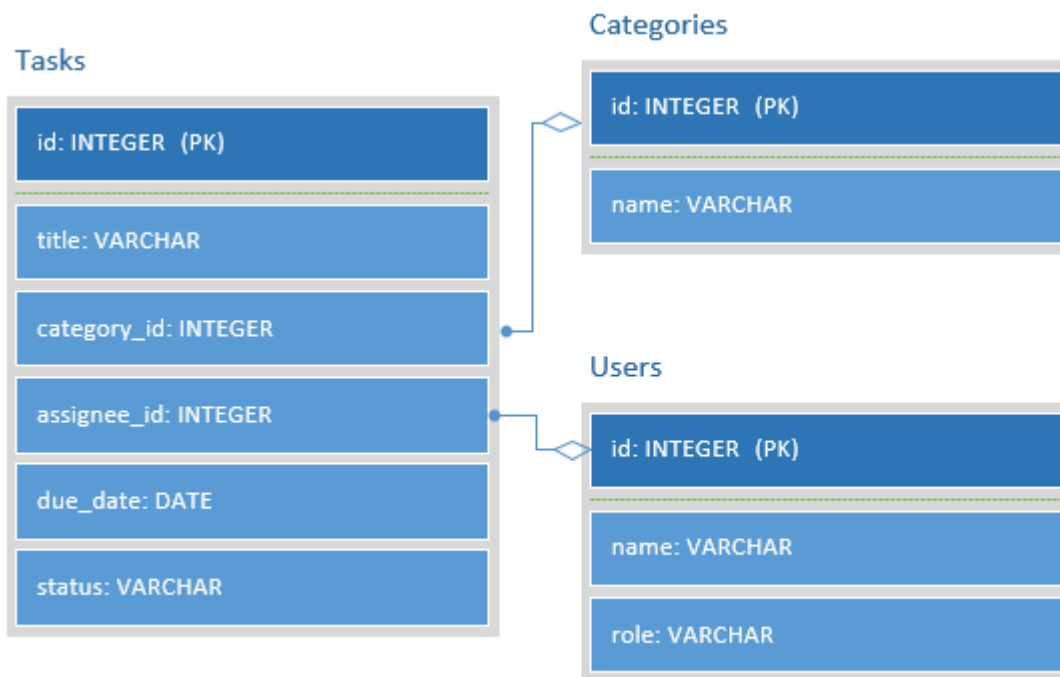 Tasks
id: INTEGER (PK)
title: VARCHAR
category_id: INTEGER
assignee_id: INTEGER
due_date: DATE
status: VARCHAR
Categories
id: INTEGER (PK)
name: VARCHAR
Users
id: INTEGER (PK)
name: VARCHAR
role: VARCHAR